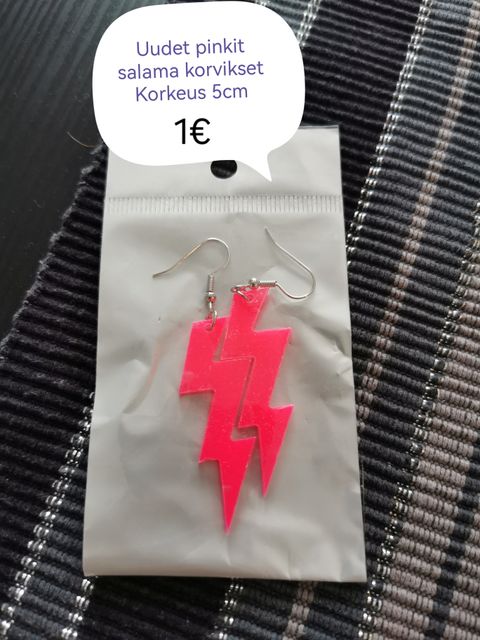 Uudet pinkit
salama korvikset
Korkeus 5cm
1€